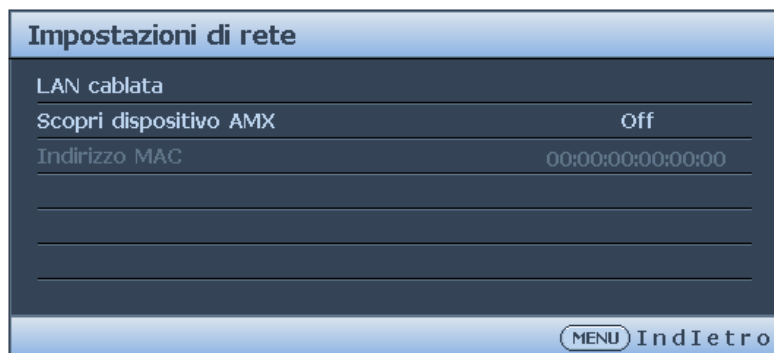 Impostazioni di rete
LAN cablata
Scopri dispositivo AMX Off
Indirizzo MAC 00:00:00:00:00:00
MENU IndIetro